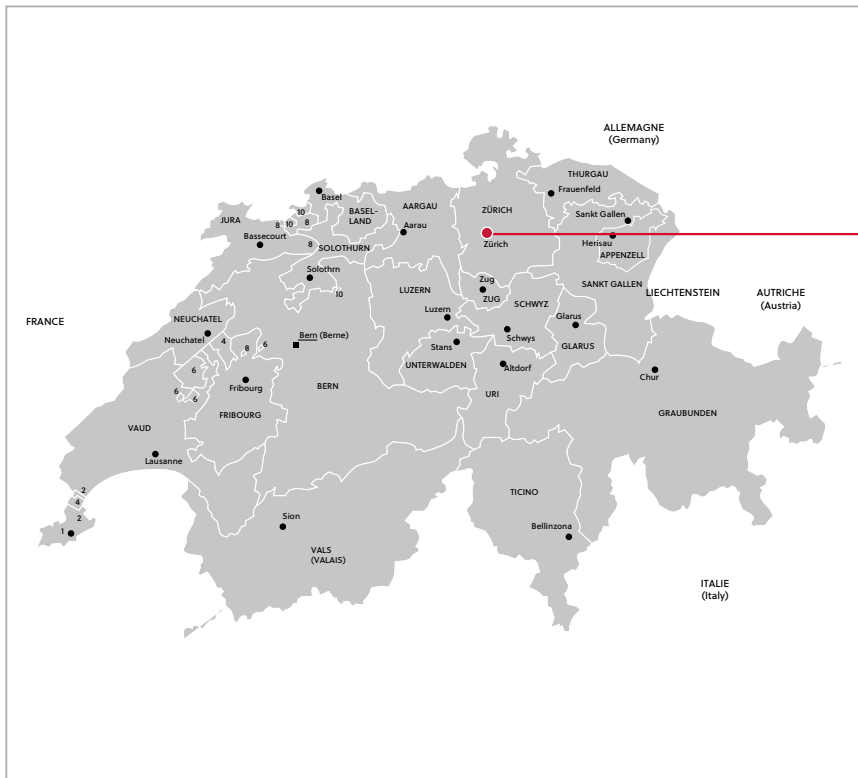 ALLEMAGNE
(Germany)
THURGAU
Frauenfeld
Basel
10
8
10
8
JURA
BASEL-
LAND
AARGAU
Aarau
ZÜRICH
Zürich
Sankt Gallen
Herisau
APPENZELL
Bassecourt
8
SOLOTHURN
Solothrn
10
LUZERN
Luzern
Zug
ZUG
SCHWYZ
Schwys
SANKT GALLEN
Glarus
GLARUS
LIECHTENSTEIN
AUTRICHE
(Austria)
FRANCE
NEUCHATEL
Neuchatel
4
8
6
Bern (Berne)
Stans
UNTERWALDEN
Altdorf
URI
Chur
GRAUBUNDEN
6
6
6
Fribourg
FRIBOURG
BERN
VAUD
Lausanne
2
4
2
1
Sion
VALS
(VALAIS)
TICINO
Bellinzona
ITALIE
(Italy)